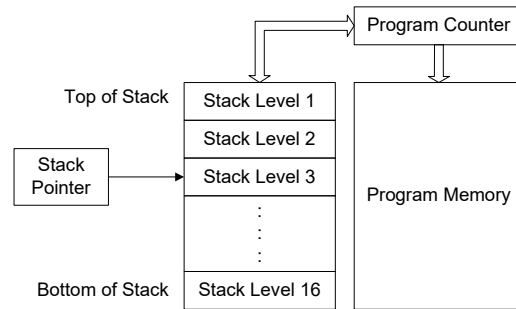 Program Counter
Top of Stack
Stack Level 1
Stack Level 2
Stack
Pointer
Stack Level 3
Program Memory
:
:
:
Bottom of Stack
Stack Level 16